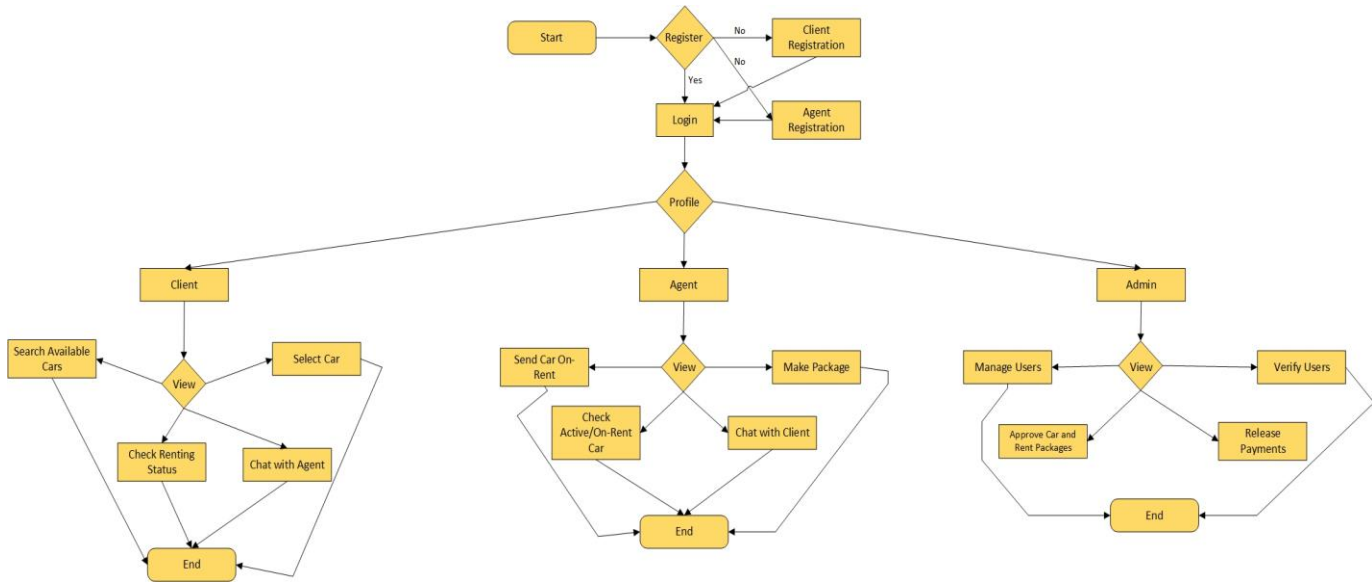 Start
Register
No
Client
Registration
No
Yes
Login
Agent
Registration
Profile
Client
Agent
Admin
Search Available
Cars
View
Select Car
Send Car On-
Rent
View
Make Package
Manage Users
View
Verify Users
Check Renting
Status
Chat with Agent
Check
Active/On-Rent
Car
Chat with Client
Approve Car and
Rent Packages
Release
Payments
End
End
End